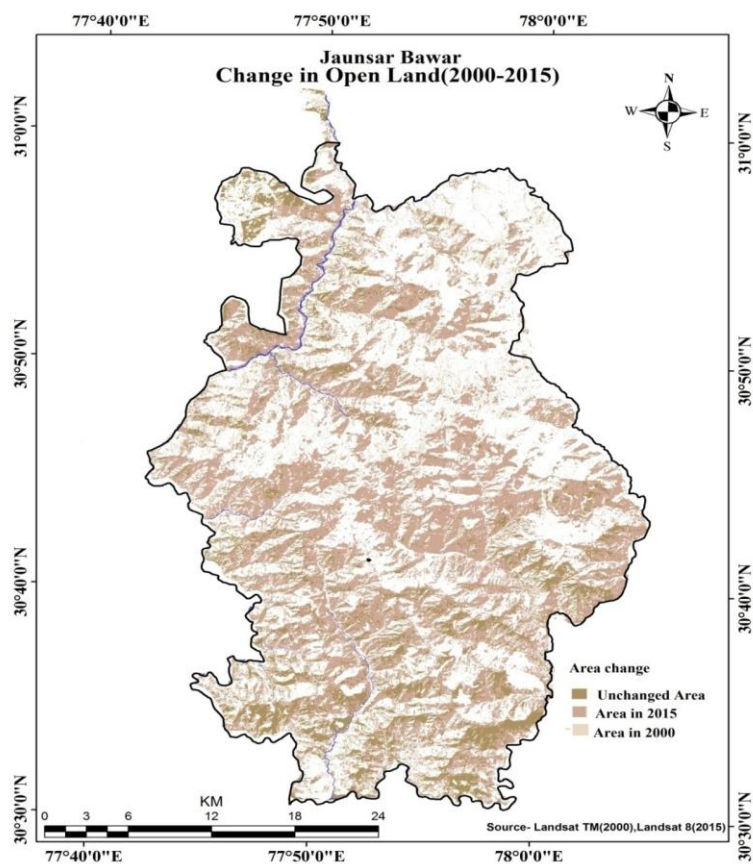 77°40'0"E 77°50'0"E 78°0'0"E
Jaunsar Bawar
Change in Open Land(2000-2015)
N
W E
S
31°0'0"N 31°0'0"N
30°50'0"N 30°50'0"N
30°40'0"N 30°40'0"N
Area change
Unchanged Area
Area in 2015
Area in 2000
KM
0 3 6 12 18 24
Source- Landsat TM(2000),Landsat 8(2015)
30°30'0"N 30°30'0"N
77°40'0"E 77°50'0"E 78°0'0"E